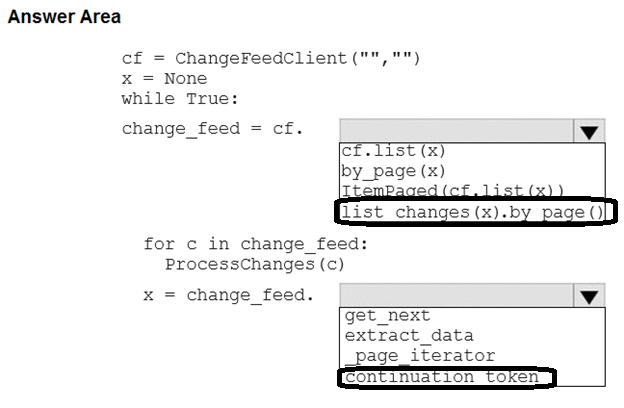 Answer Area
cf = ChangeFeedClient("","")
x = None
while True:
change_feed = cf.
cf.list(x)
by_page(x)
ItemPaged(cf.list(x))
list_changes(x).by_page()
for c in change_feed:
ProcessChanges(c)
x = change_feed.
get_next
extract_data
_page_iterator
continuation_token